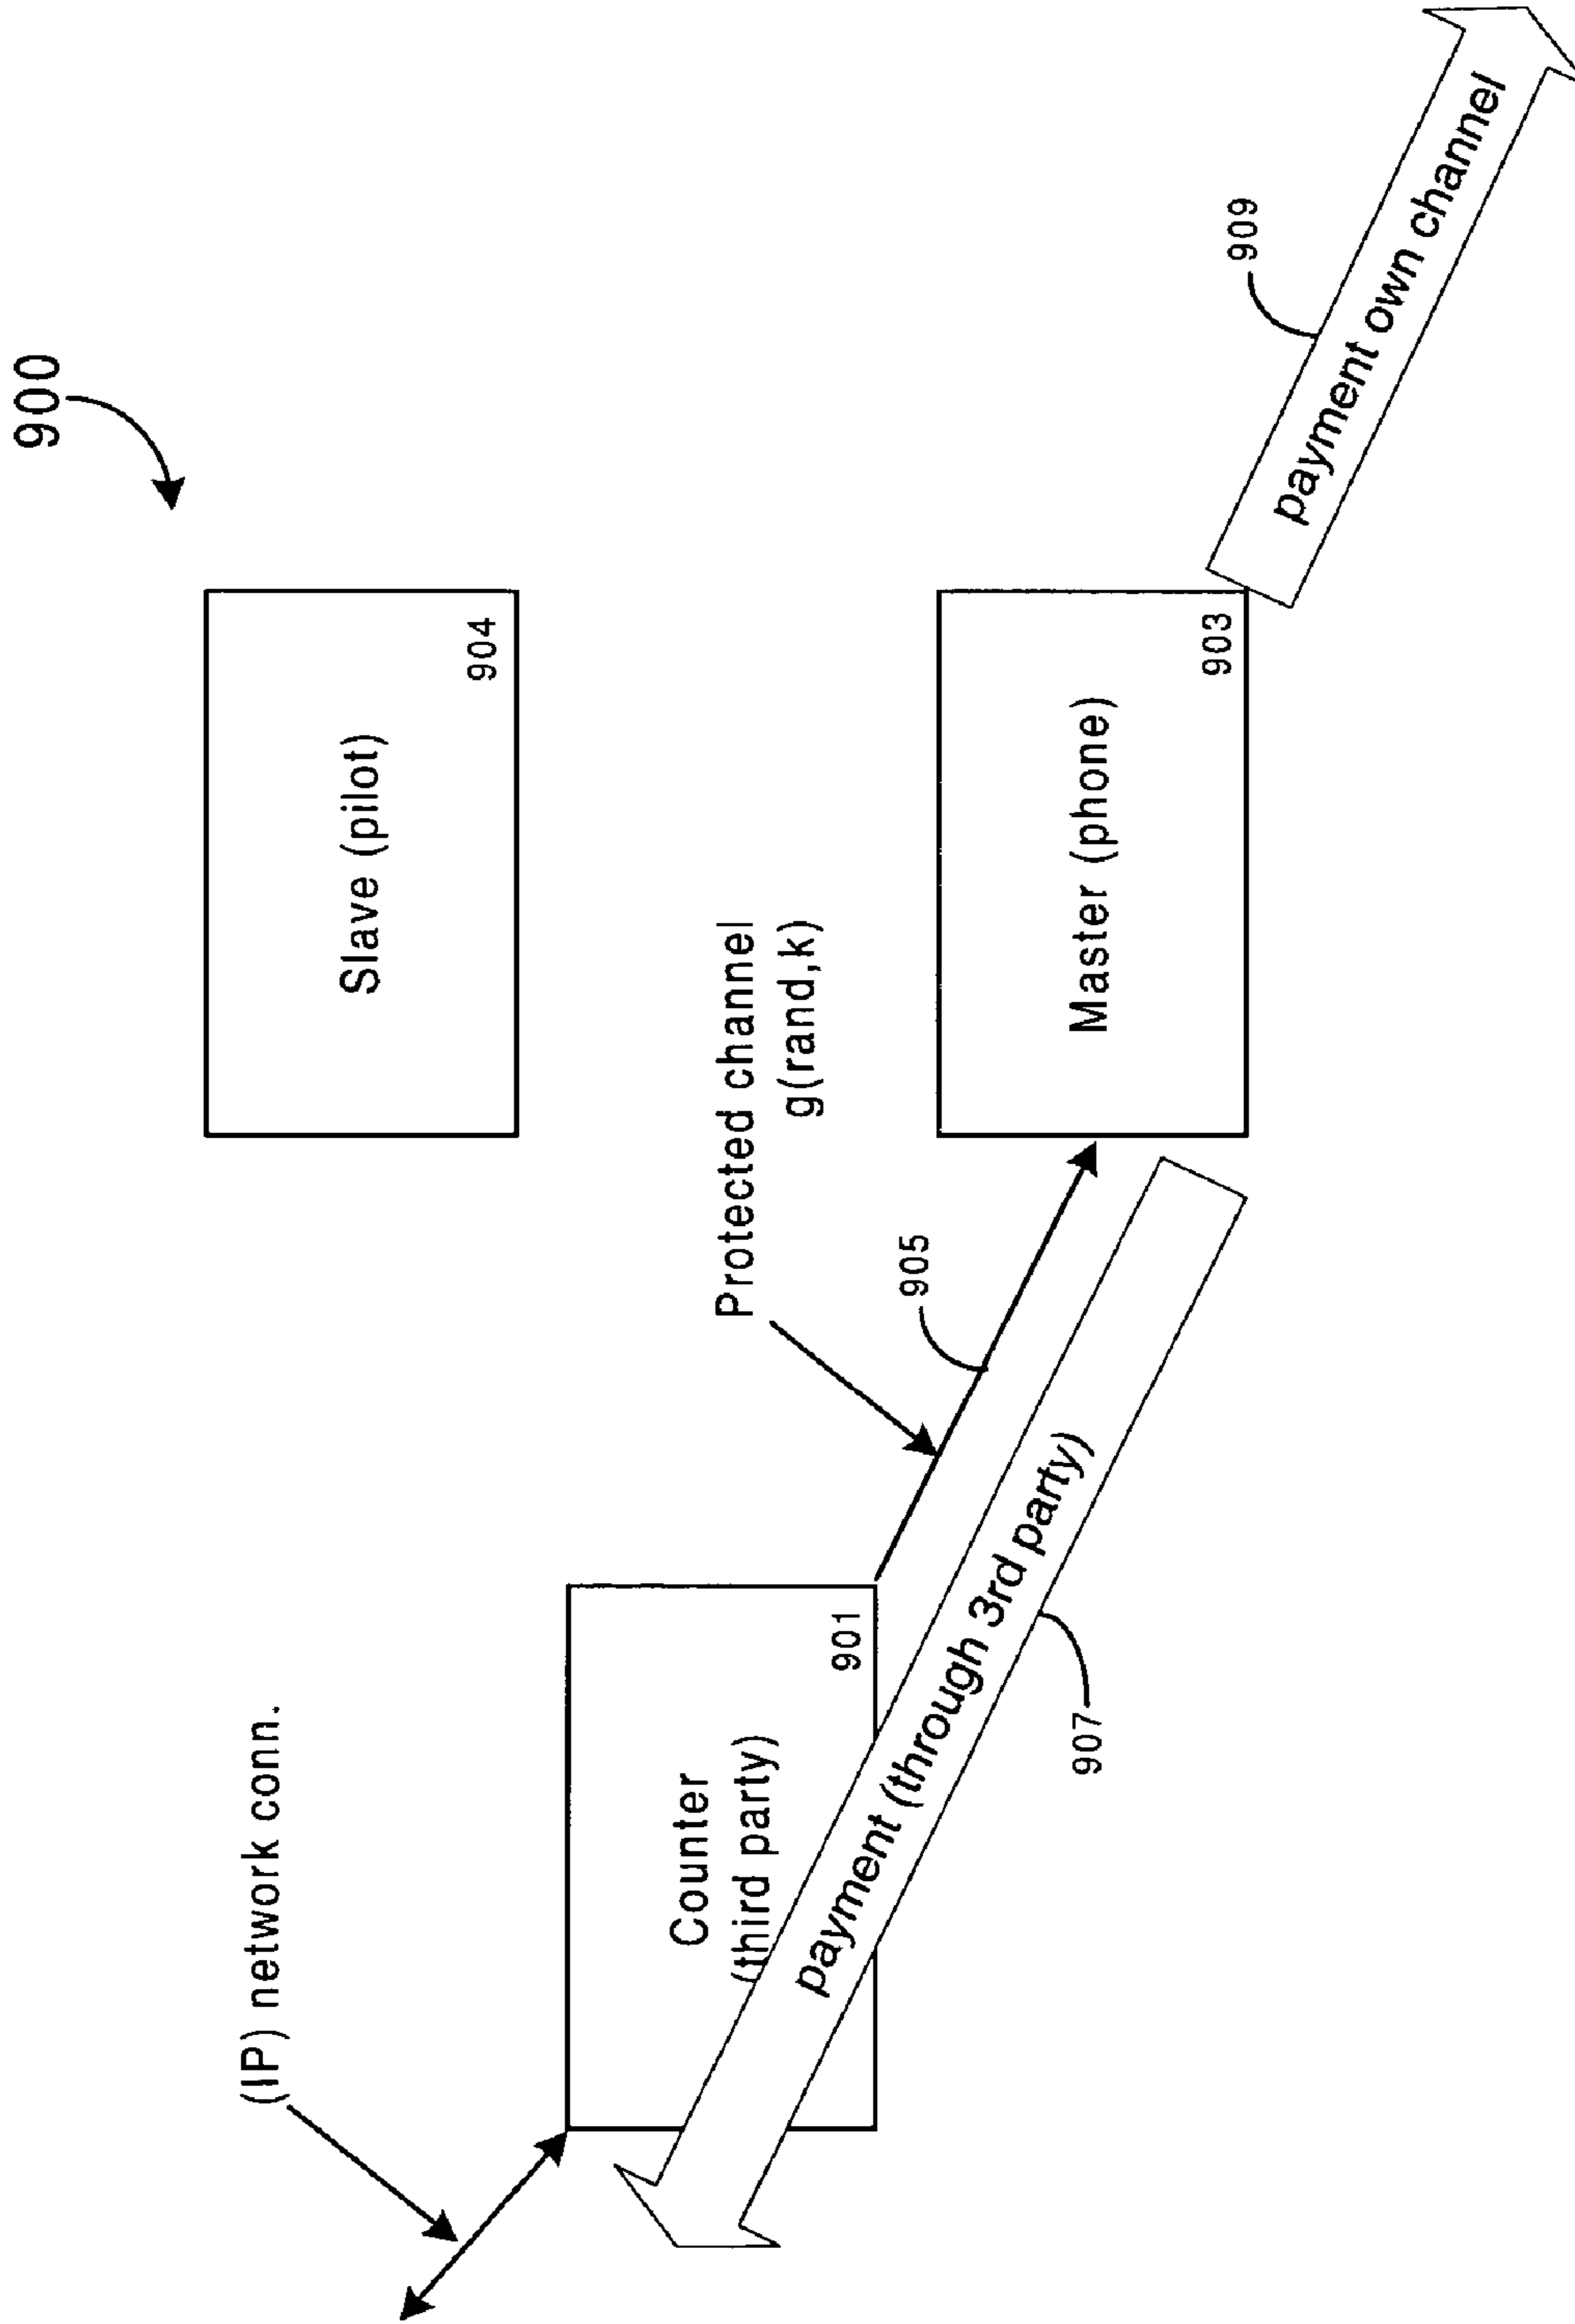 900
(IP) network conn.
Slave (pilot)
904
Counter
(third party)
901
Protected channel
g(rand,k)
905
Master (phone)
903
payment (through 3rd party)
907
909
payment own channel